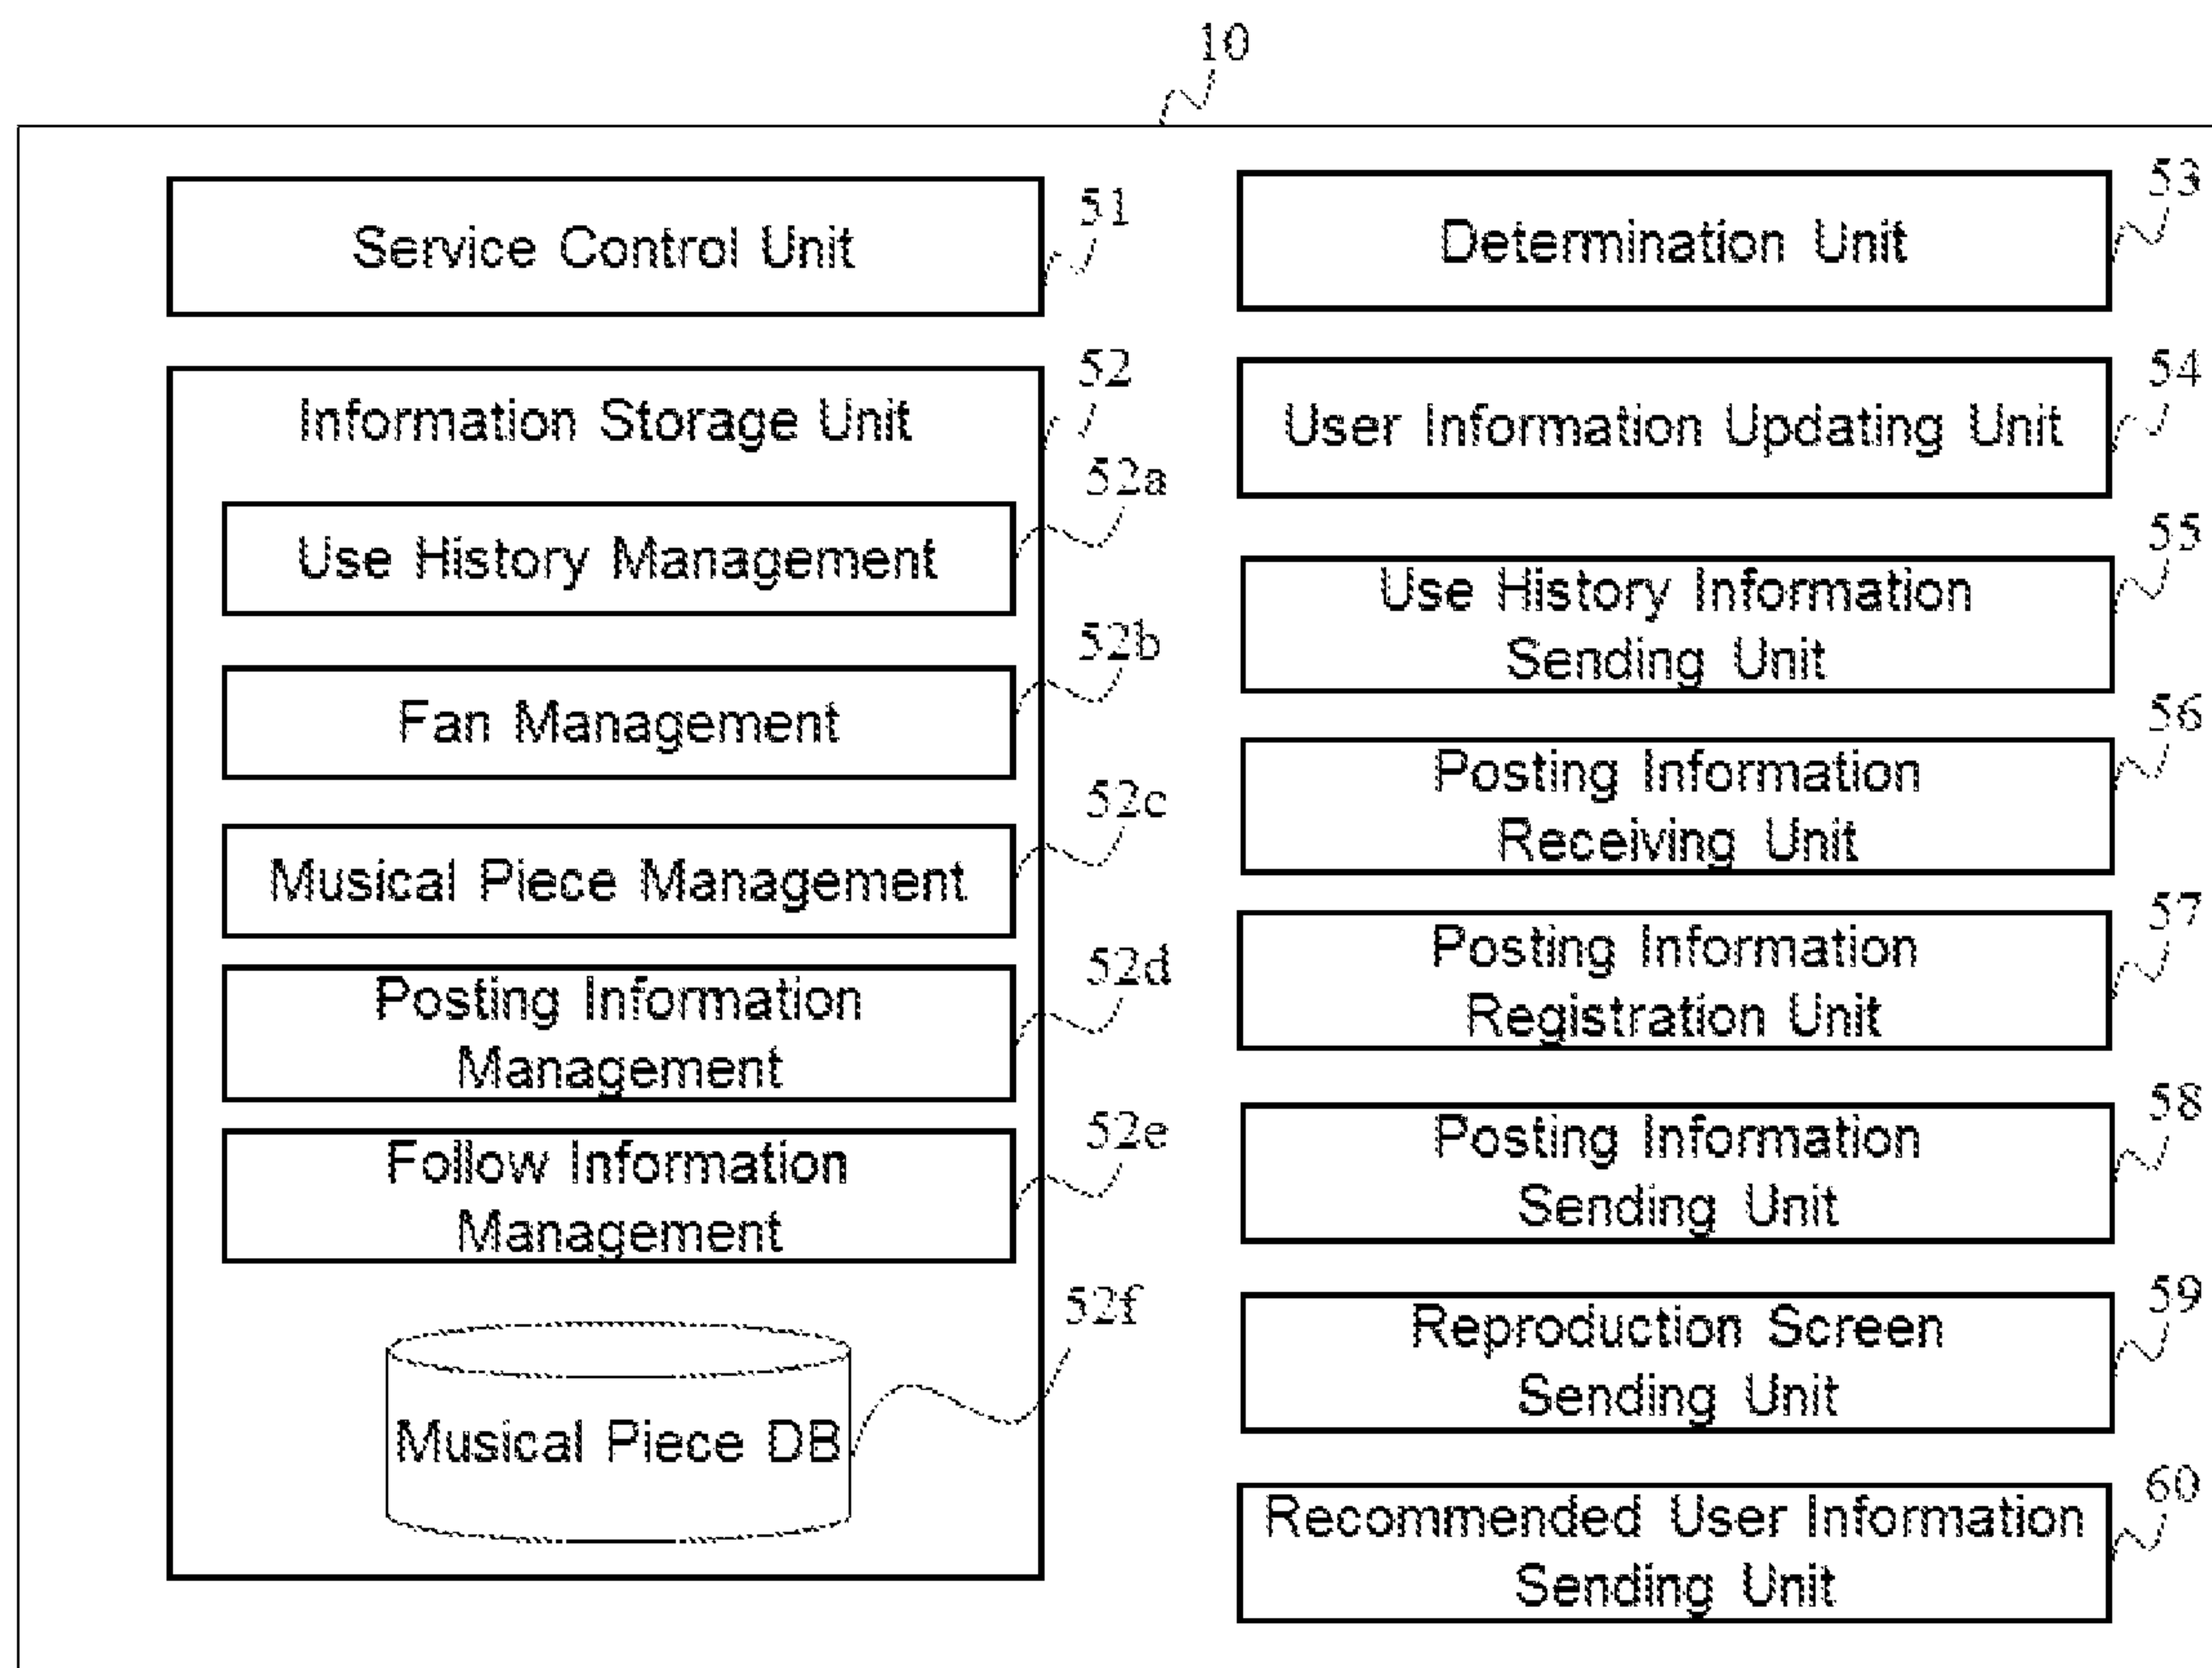 10
Service Control Unit
51
Information Storage Unit
52
Use History Management
52a
Fan Management
52b
Musical Piece Management
52c
Posting Information
Management
52d
Follow Information
Management
52e
Musical Piece DB
52f
Determination Unit
53
User Information Updating Unit
54
Use History Information
Sending Unit
55
Posting Information
Receiving Unit
56
Posting Information
Registration Unit
57
Posting Information
Sending Unit
58
Reproduction Screen
Sending Unit
59
Recommended User Information
Sending Unit
60